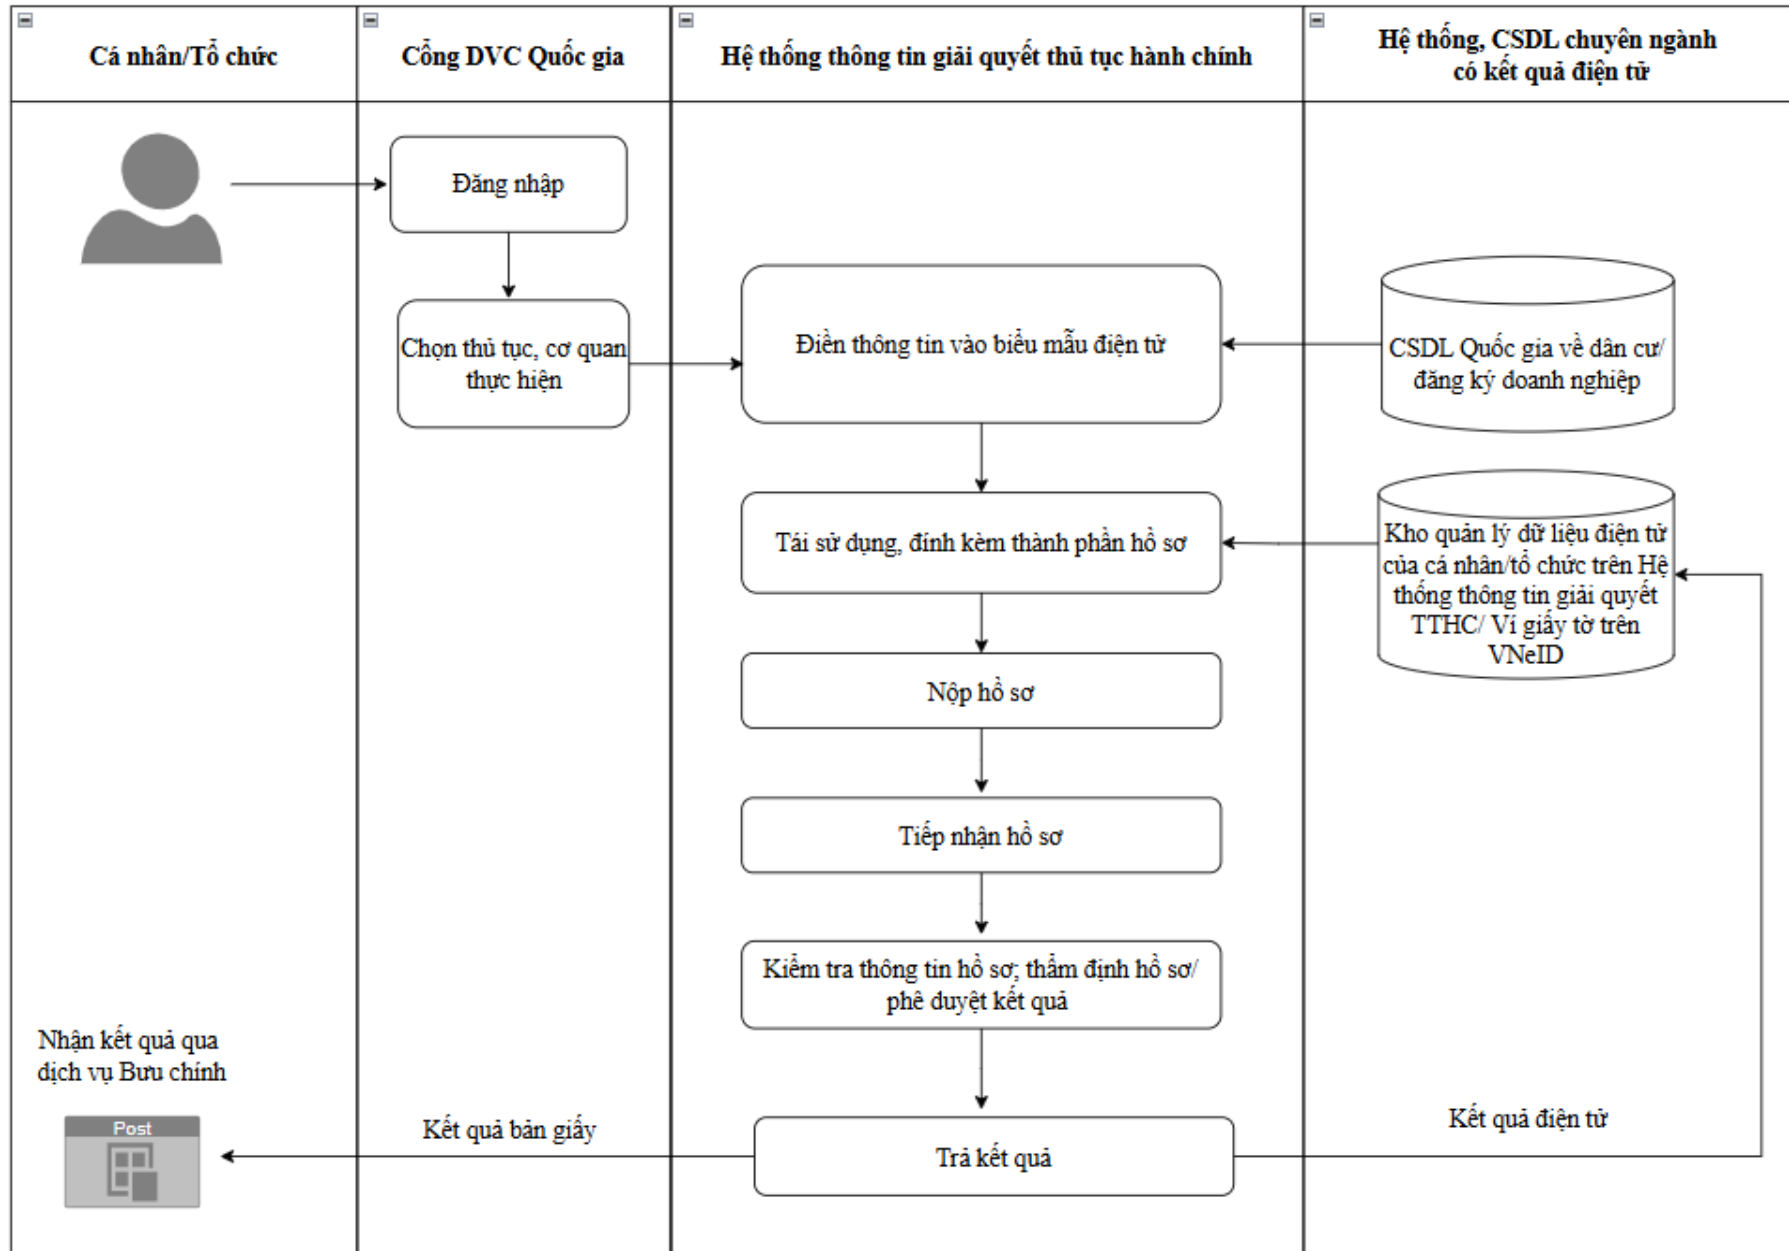 Cá nhân/Tổ chức
Cổng DVC Quốc gia
Hệ thống thông tin giải quyết thủ tục hành chính
Hệ thống, CSDL chuyên ngành
có kết quả điện tử
Đăng nhập
Chọn thủ tục, cơ quan
thực hiện
Điền thông tin vào biểu mẫu điện tử
CSDL Quốc gia về dân cư/
đăng ký doanh nghiệp
Tái sử dụng, đính kèm thành phần hồ sơ
Kho quản lý dữ liệu điện tử
của cá nhân/tổ chức trên Hệ
thống thông tin giải quyết
TTHC/ Ví giấy tờ trên
VNeID
Nộp hồ sơ
Tiếp nhận hồ sơ
Kiểm tra thông tin hồ sơ; thẩm định hồ sơ/
phê duyệt kết quả
Nhận kết quả qua
dịch vụ Bưu chính
Post
Kết quả bản giấy
Trả kết quả
Kết quả điện tử